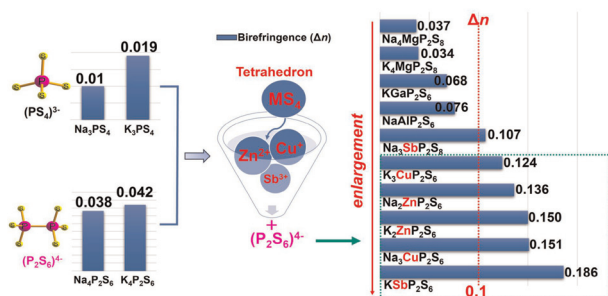 0.019
0.01
(PS₄)³⁻
Na₃PS₄ K₃PS₄
0.038 0.042
(P₂S₆)⁴⁻
Na₄P₂S₆ K₄P₂S₆
Birefringence (Δn)
Tetrahedron
MS₄
Zn²⁺ Cu⁺
Sb³⁺
+
(P₂S₆)⁴⁻
enlargement
Δn
0.037
Na₄MgP₂S₈
0.034
K₄MgP₂S₈
0.068
KGaP₂S₆
0.076
NaAlP₂S₆
0.107
Na₃SbP₂S₈
0.124
K₃CuP₂S₆
0.136
Na₂ZnP₂S₆
0.150
K₂ZnP₂S₆
0.151
Na₃CuP₂S₆
0.186
KSbP₂S₆
0.1